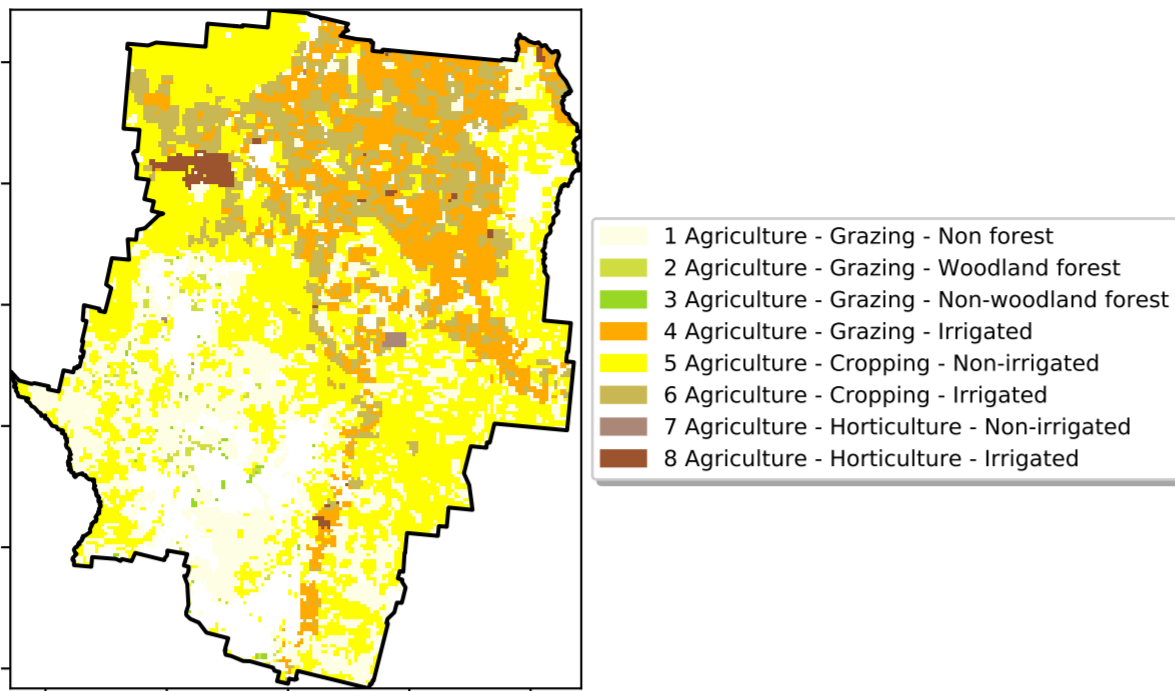 1 Agriculture - Grazing - Non forest
2 Agriculture - Grazing - Woodland forest
3 Agriculture - Grazing - Non-woodland forest
4 Agriculture - Grazing - Irrigated
5 Agriculture - Cropping - Non-irrigated
6 Agriculture - Cropping - Irrigated
7 Agriculture - Horticulture - Non-irrigated
8 Agriculture - Horticulture - Irrigated